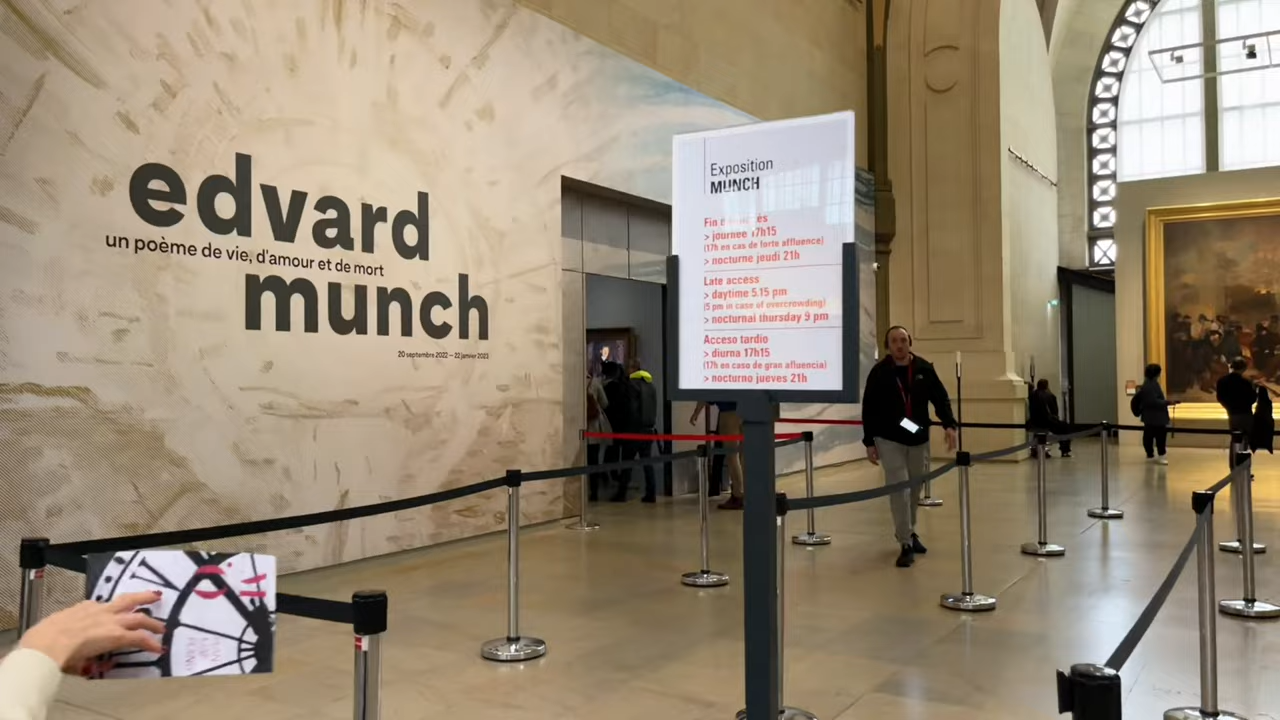 edvard
un poème de vie, d'amour et de mort
munch
20 septembre 2022 – 22 janvier 2023
Exposition
MUNCH
Fin d'accès
> journée 17h15
(17h en cas de forte affluence)
> nocturne jeudi 21h
Late access
> daytime 5.15 pm
(5 pm in case of overcrowding)
> nocturnal thursday 9 pm
Acceso tardio
> diurna 17h15
(17h en caso de gran afluencia)
> nocturno jueves 21h